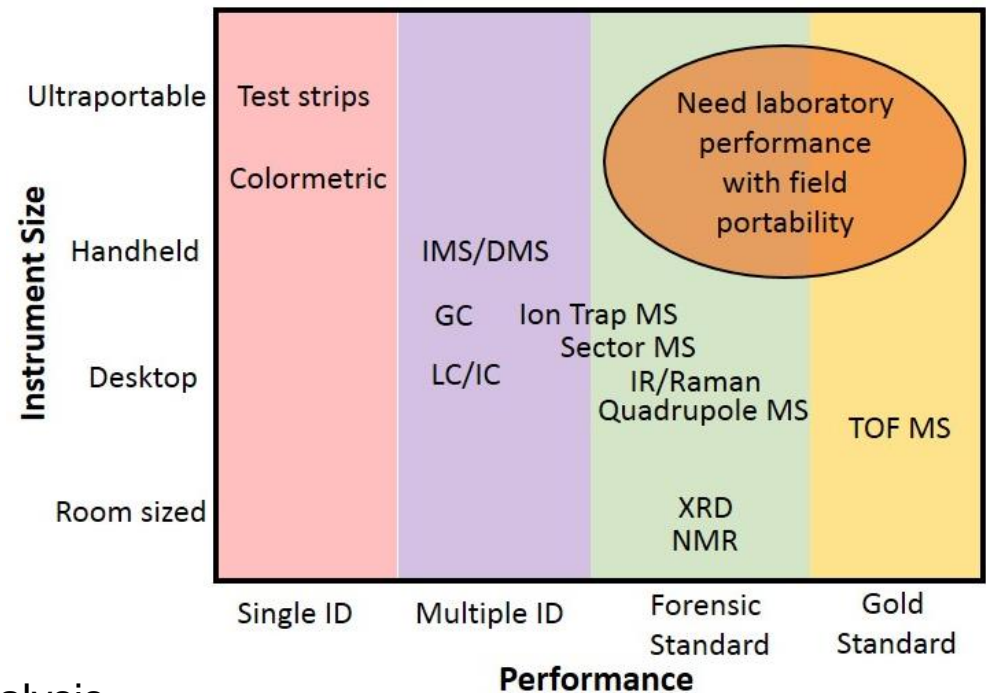 Ultraportable
Test strips
Need laboratory
performance
with field
portability
Colormetric
Instrument Size
Handheld
IMS/DMS
GC
Ion Trap MS
Sector MS
Desktop
LC/IC
IR/Raman
Quadrupole MS
TOF MS
Room sized
XRD
NMR
Single ID
Multiple ID
Forensic
Standard
Gold
Standard
Performance